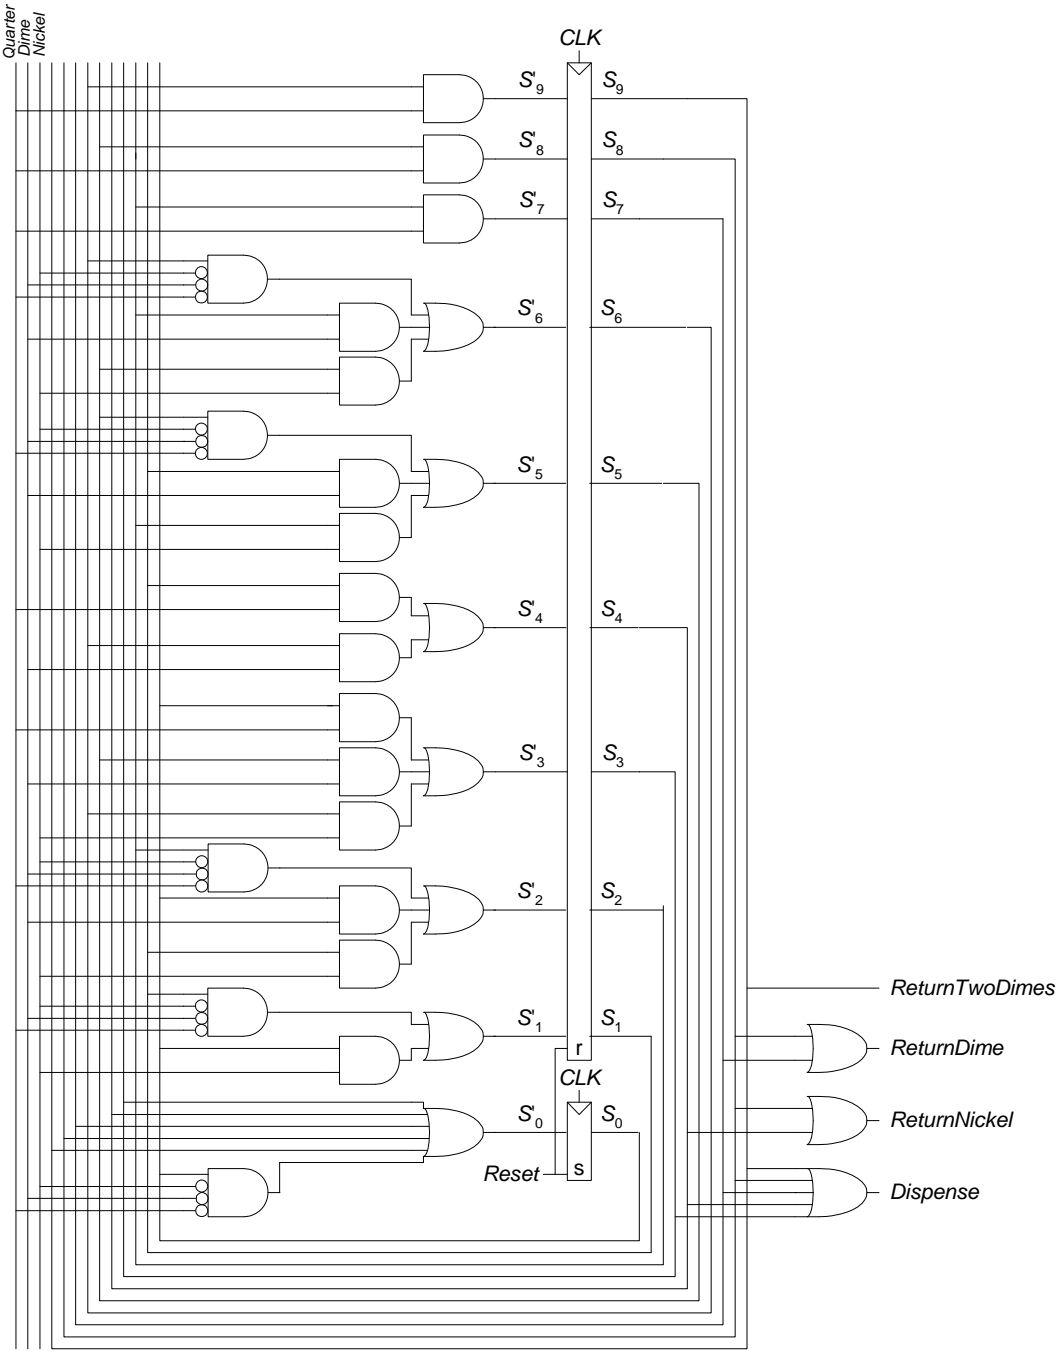 Quarter
Dime
Nickel
CLK
S'9 S9
S'8 S8
S'7 S7
S'6 S6
S'5 S5
S'4 S4
S'3 S3
S'2 S2
ReturnTwoDimes
S'1 S1
r
ReturnDime
CLK
S'0 S0
ReturnNickel
Reset s
Dispense